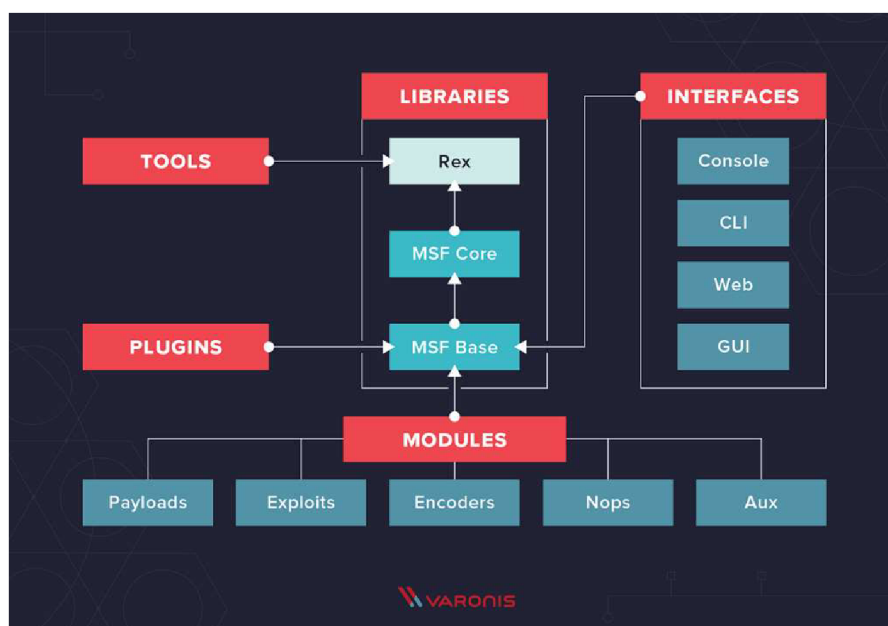 LIBRARIES
INTERFACES
TOOLS
Rex
Console
MSF Core
CLI
Web
PLUGINS
MSF Base
GUI
MODULES
Payloads
Exploits
Encoders
Nops
Aux
VARONIS